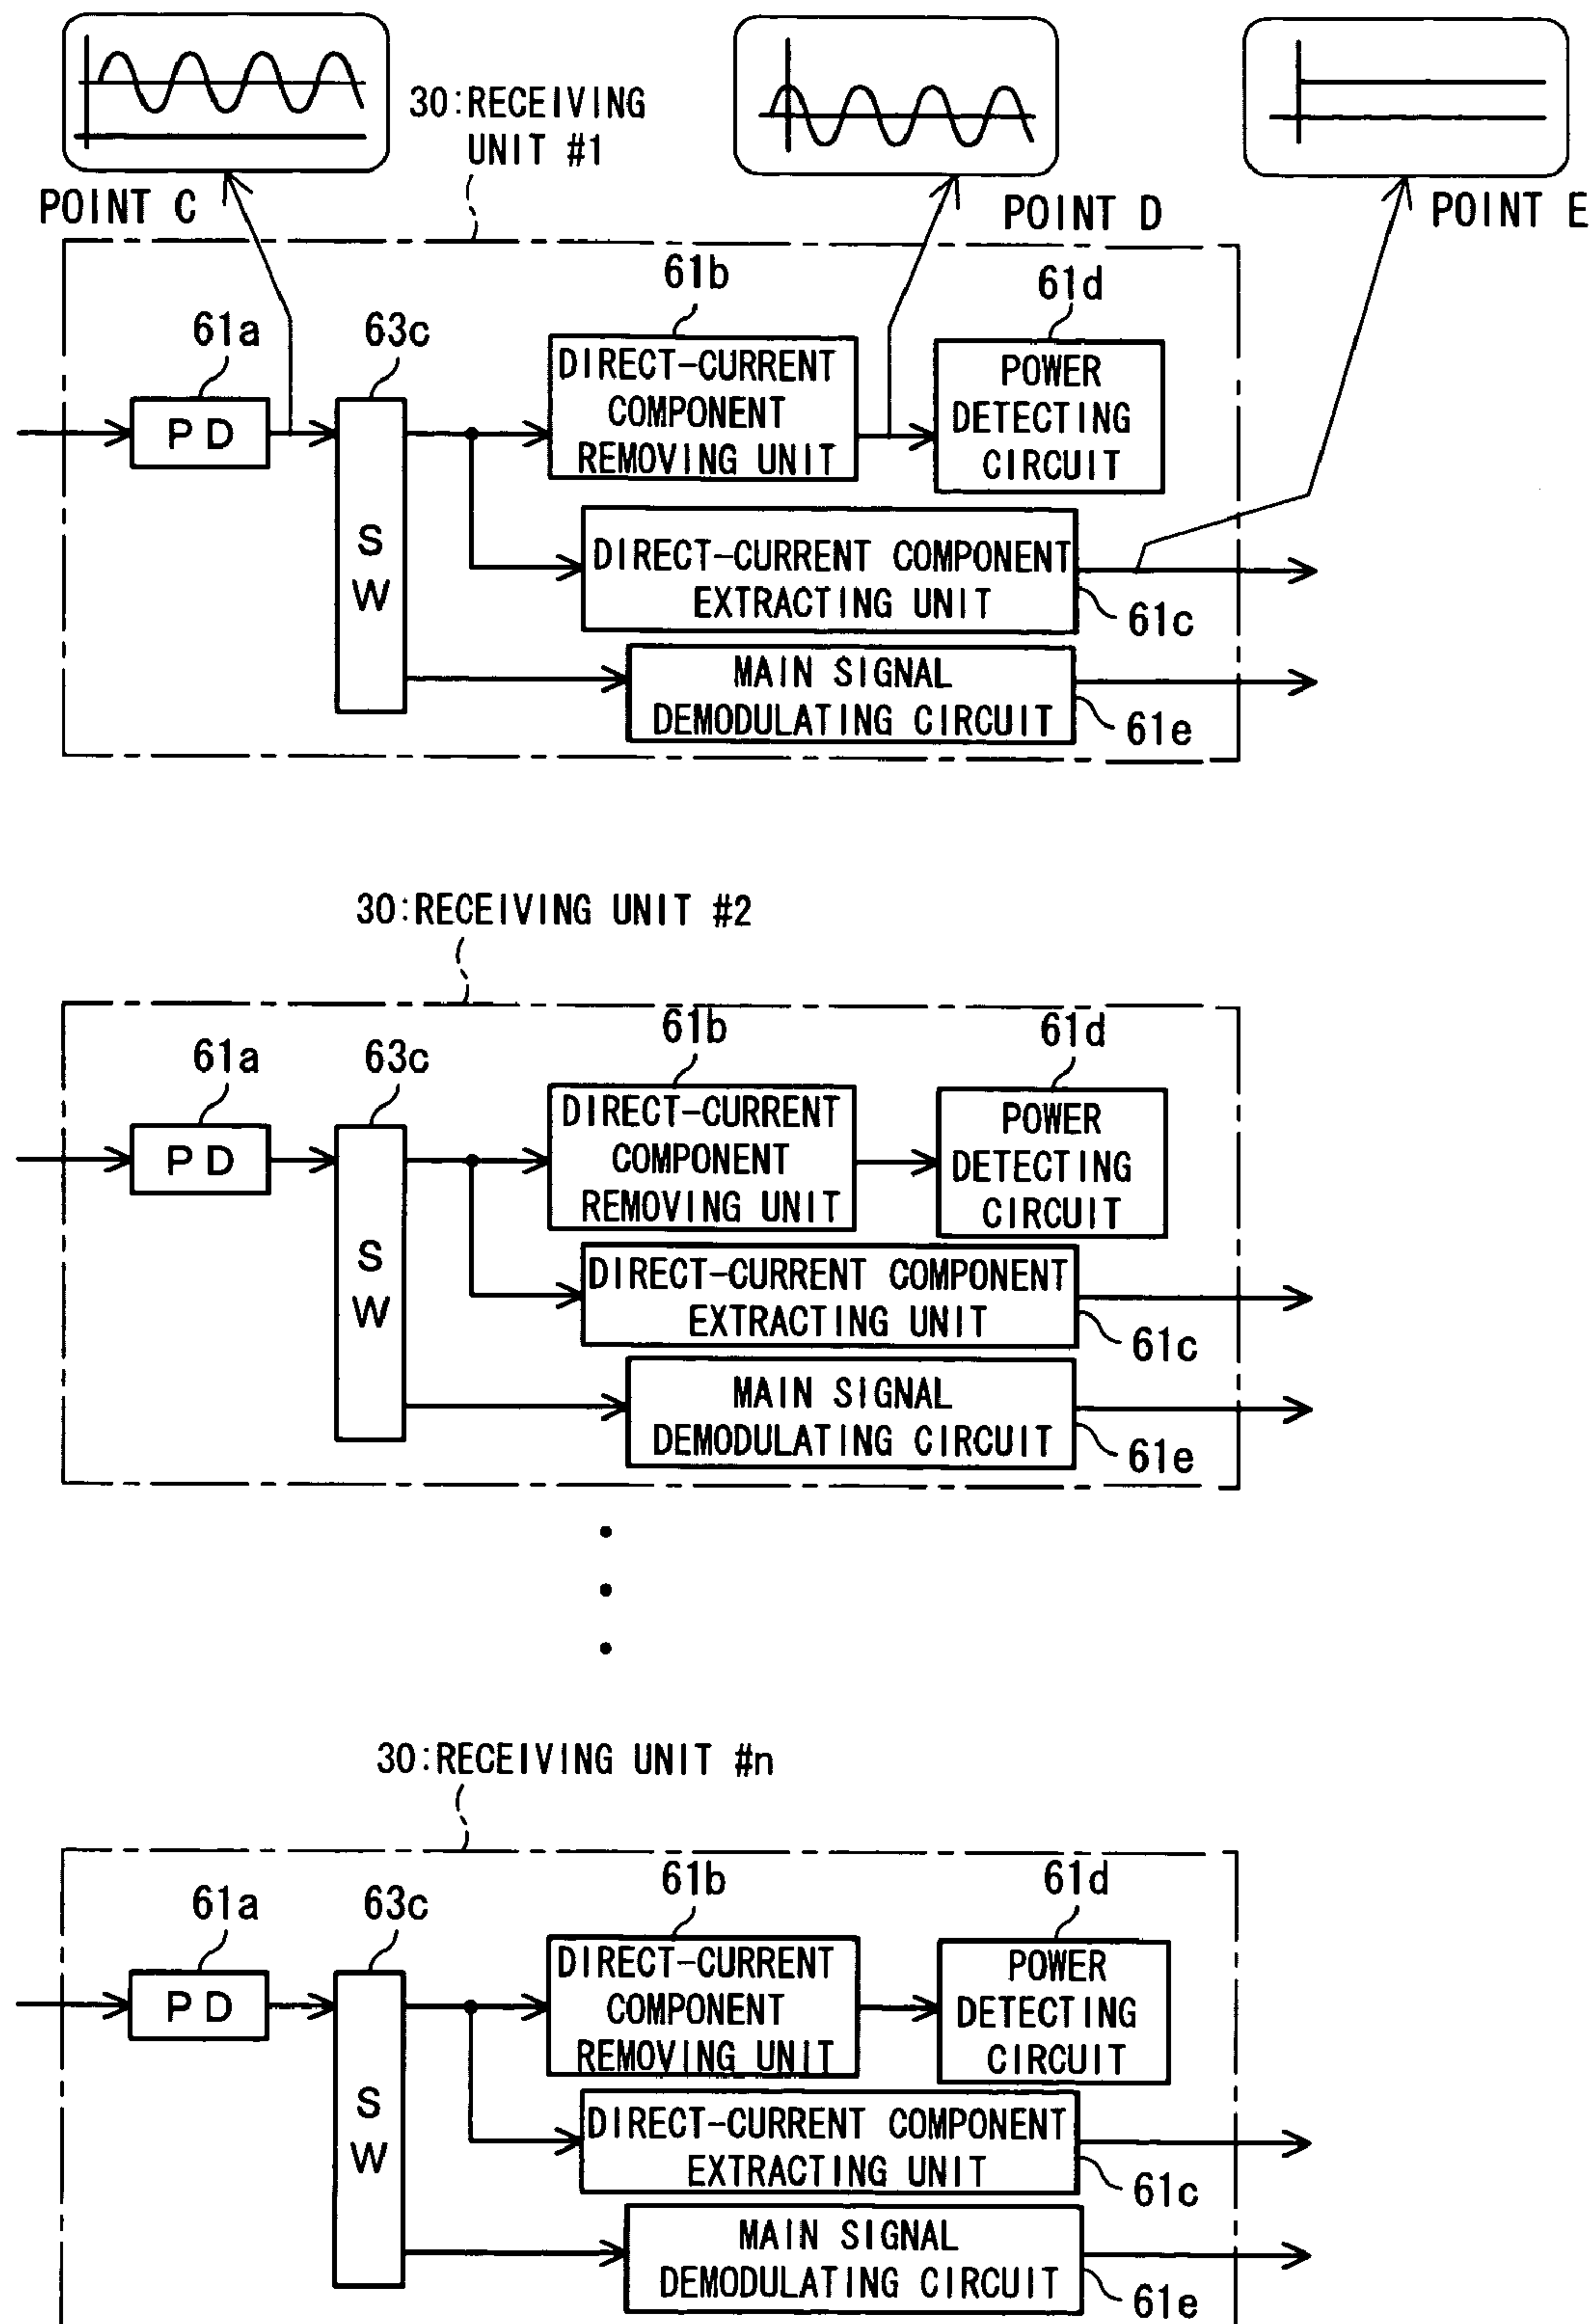 30:RECEIVING
UNIT #1
POINT C
POINT D
POINT E
61a
63c
61b
61d
PD
SW
DIRECT-CURRENT
COMPONENT
REMOVING UNIT
POWER
DETECTING
CIRCUIT
DIRECT-CURRENT COMPONENT
EXTRACTING UNIT
61c
MAIN SIGNAL
DEMODULATING CIRCUIT
61e
30:RECEIVING UNIT #2
61a
63c
61b
61d
PD
SW
DIRECT-CURRENT
COMPONENT
REMOVING UNIT
POWER
DETECTING
CIRCUIT
DIRECT-CURRENT COMPONENT
EXTRACTING UNIT
61c
MAIN SIGNAL
DEMODULATING CIRCUIT
61e
30:RECEIVING UNIT #n
61a
63c
61b
61d
PD
SW
DIRECT-CURRENT
COMPONENT
REMOVING UNIT
POWER
DETECTING
CIRCUIT
DIRECT-CURRENT COMPONENT
EXTRACTING UNIT
61c
MAIN SIGNAL
DEMODULATING CIRCUIT
61e